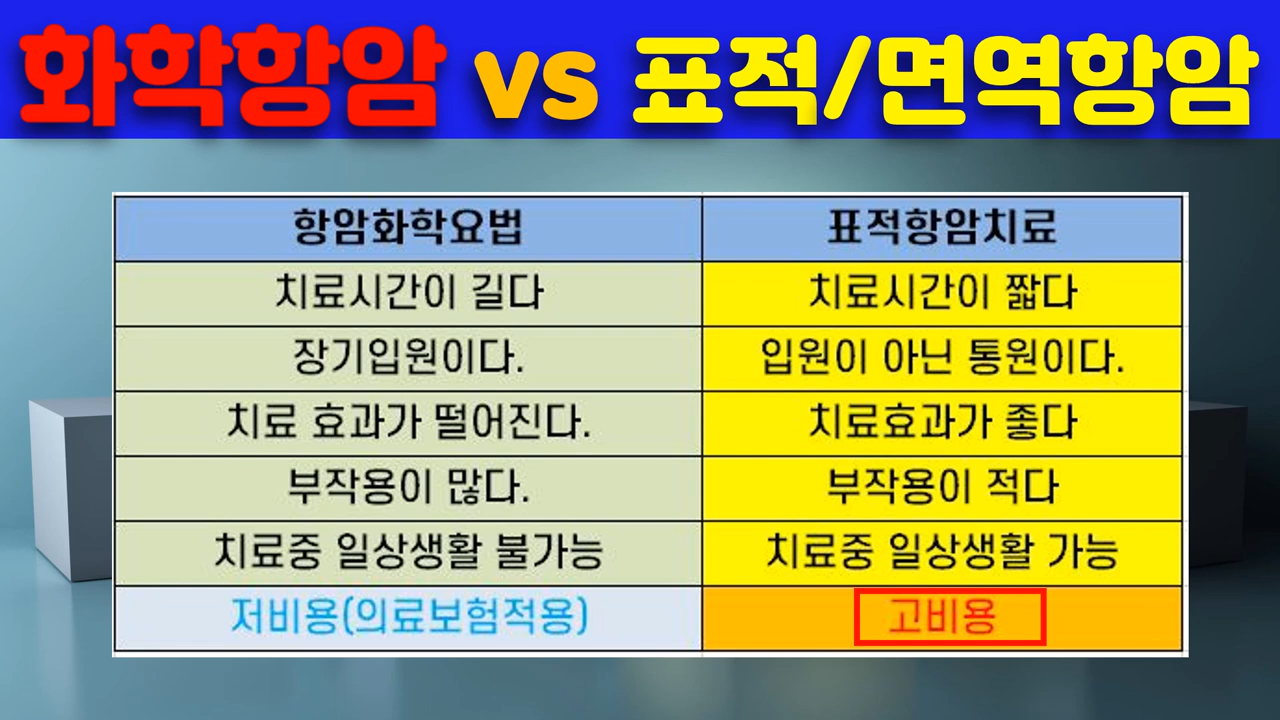 화학항암 vs 표적/면역항암
항암화학요법 표적항암치료
치료시간이 길다 치료시간이 짧다
장기입원이다. 입원이 아닌 통원이다.
치료 효과가 떨어진다. 치료효과가 좋다
부작용이 많다. 부작용이 적다
치료중 일상생활 불가능 치료중 일상생활 가능
저비용(의료보험적용) 고비용